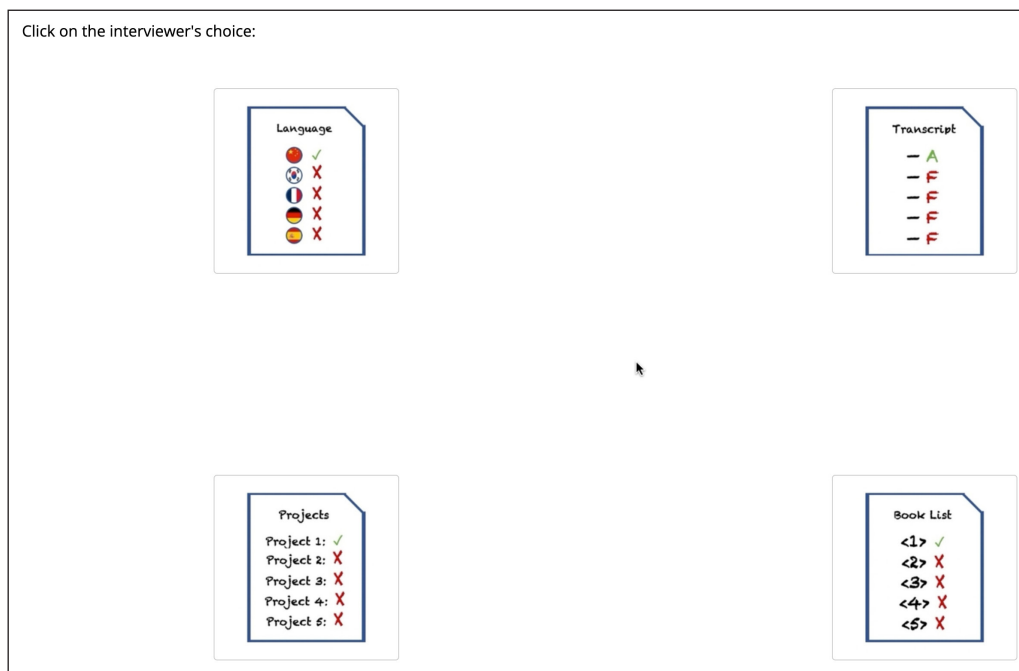 Click on the interviewer's choice:
Language
✓
X
X
X
X
Transcript
– A
– F
– F
– F
– F
Projects
Project 1: ✓
Project 2: X
Project 3: X
Project 4: X
Project 5: X
Book List
<1> ✓
<2> X
<3> X
<4> X
<5> X